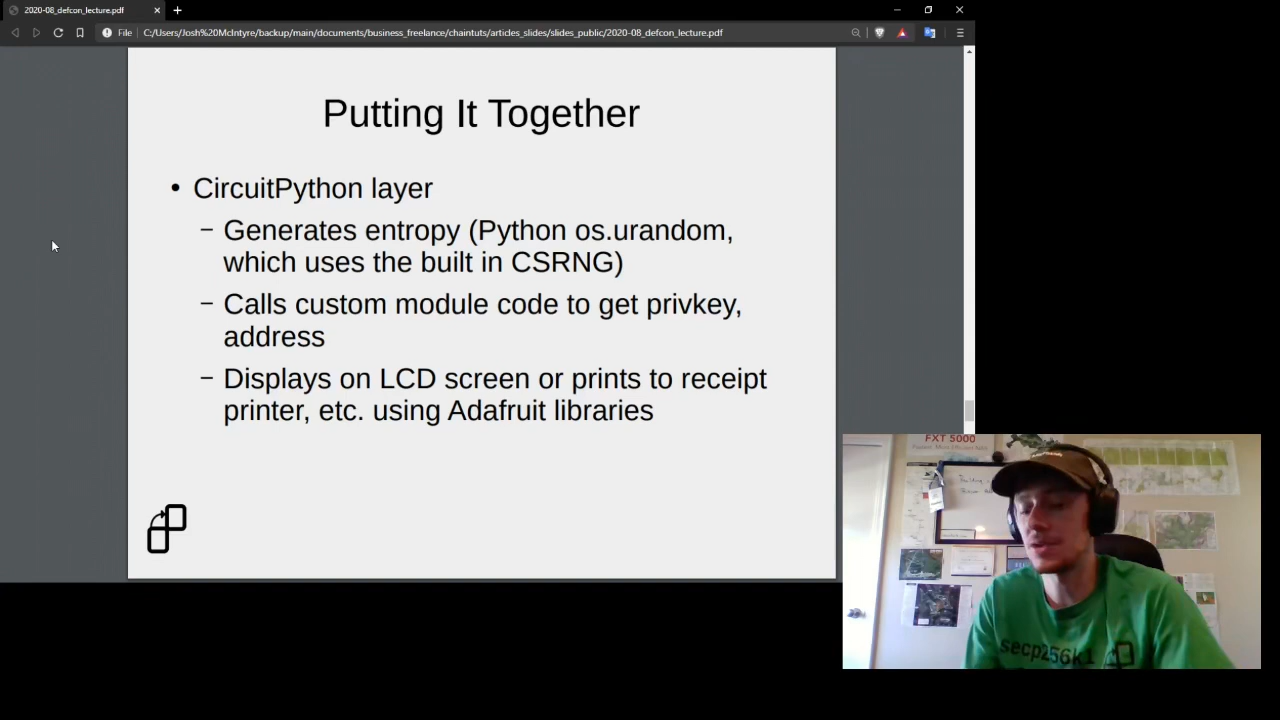 2020-08_defcon_lecture.pdf
File
C:/Users/Josh%20McIntyre/backup/main/documents/business_freelance/chaintuts/articles_slides/slides_public/2020-08_defcon_lecture.pdf
Putting It Together
• CircuitPython layer
– Generates entropy (Python os.urandom,
which uses the built in CSRNG)
– Calls custom module code to get privkey,
address
– Displays on LCD screen or prints to receipt
printer, etc. using Adafruit libraries
FXT 5000
secp256k1